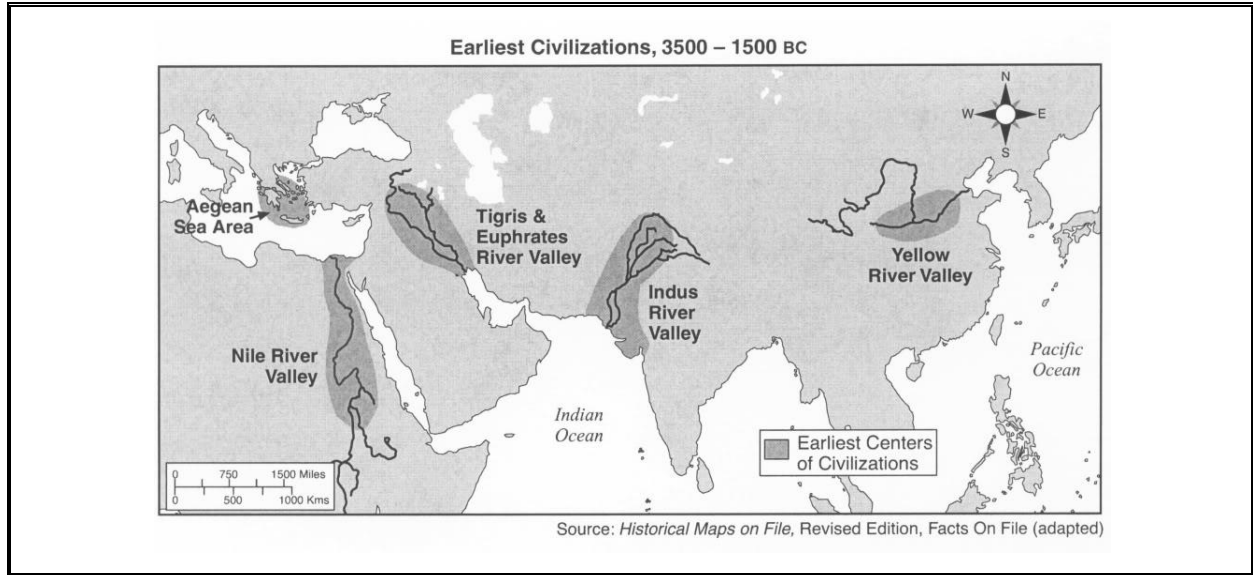 Earliest Civilizations, 3500 – 1500 BC
N
W E
S
Aegean
Sea Area
Tigris &
Euphrates
River Valley
Yellow
River Valley
Indus
River
Valley
Nile River
Valley
Pacific
Ocean
Indian
Ocean
Earliest Centers
of Civilizations
0 750 1500 Miles
0 500 1000 Kms
Source: Historical Maps on File, Revised Edition, Facts On File (adapted)